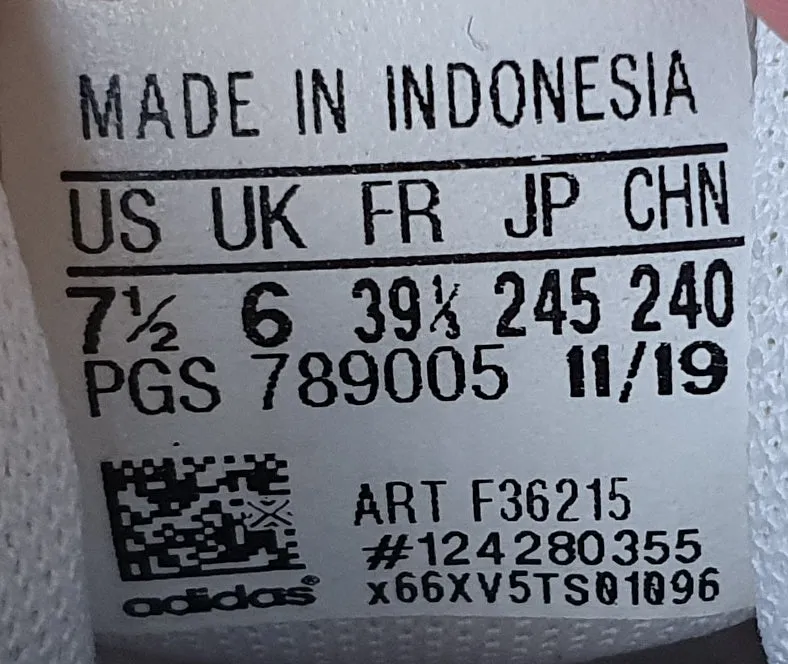 MADE IN INDONESIA
US UK FR JP CHN
7½ 6 39⅓ 245 240
PGS 789005 11/19
ART F36215
#124280355
adidas® x66XV5TS01096